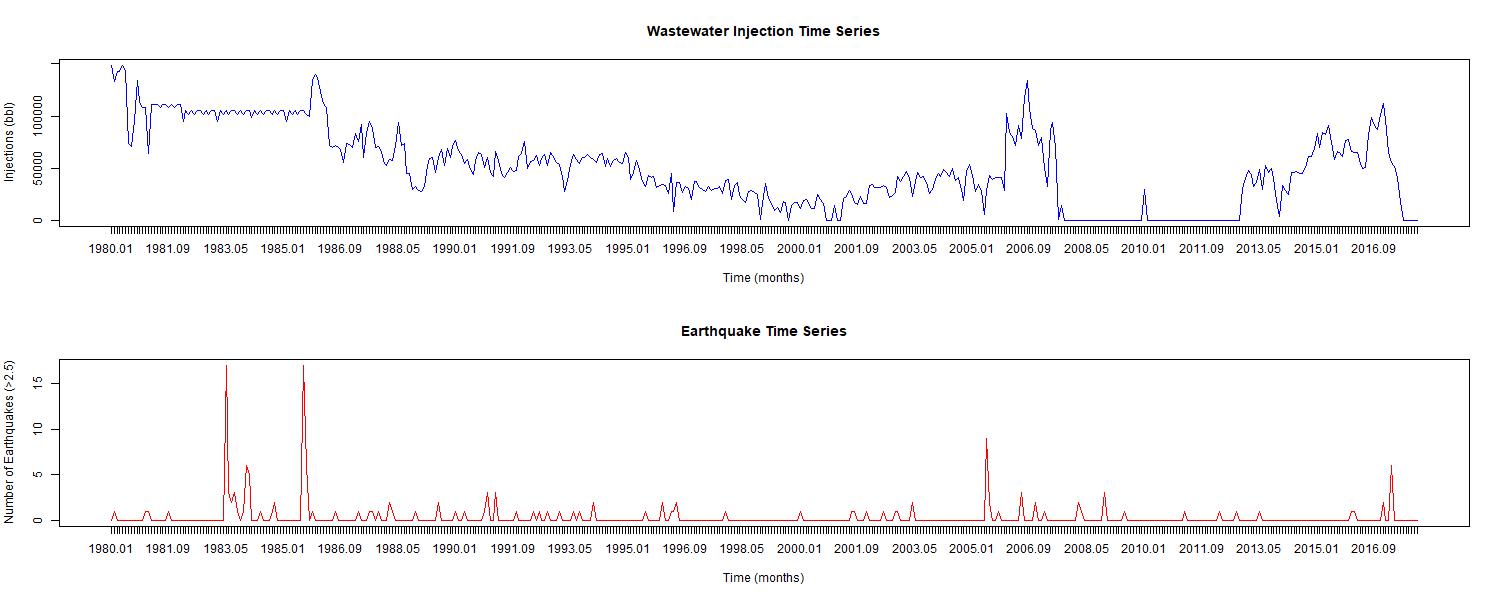 Wastewater Injection Time Series
Injections (bbl)
100000
50000
0
1980.01 1981.09 1983.05 1985.01 1986.09 1988.05 1990.01 1991.09 1993.05 1995.01 1996.09 1998.05 2000.01 2001.09 2003.05 2005.01 2006.09 2008.05 2010.01 2011.09 2013.05 2015.01 2016.09
Time (months)
Earthquake Time Series
Number of Earthquakes (>2.5)
15
10
5
0
1980.01 1981.09 1983.05 1985.01 1986.09 1988.05 1990.01 1991.09 1993.05 1995.01 1996.09 1998.05 2000.01 2001.09 2003.05 2005.01 2006.09 2008.05 2010.01 2011.09 2013.05 2015.01 2016.09
Time (months)